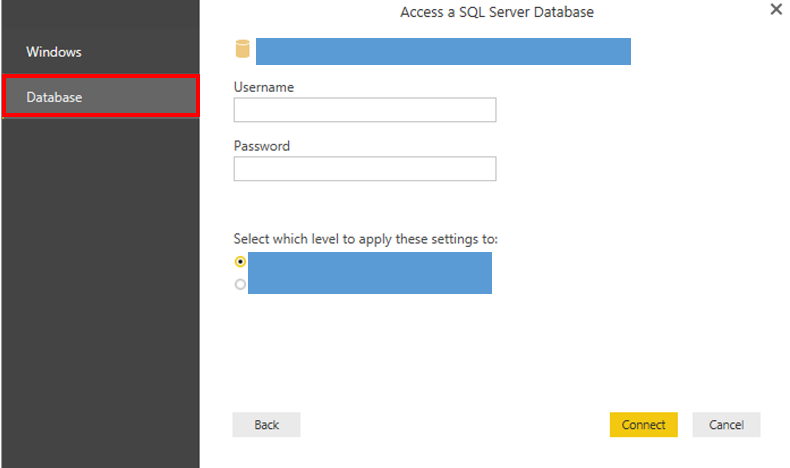 Access a SQL Server Database
Windows
Database
Username
Password
Select which level to apply these settings to:
Back
Connect
Cancel